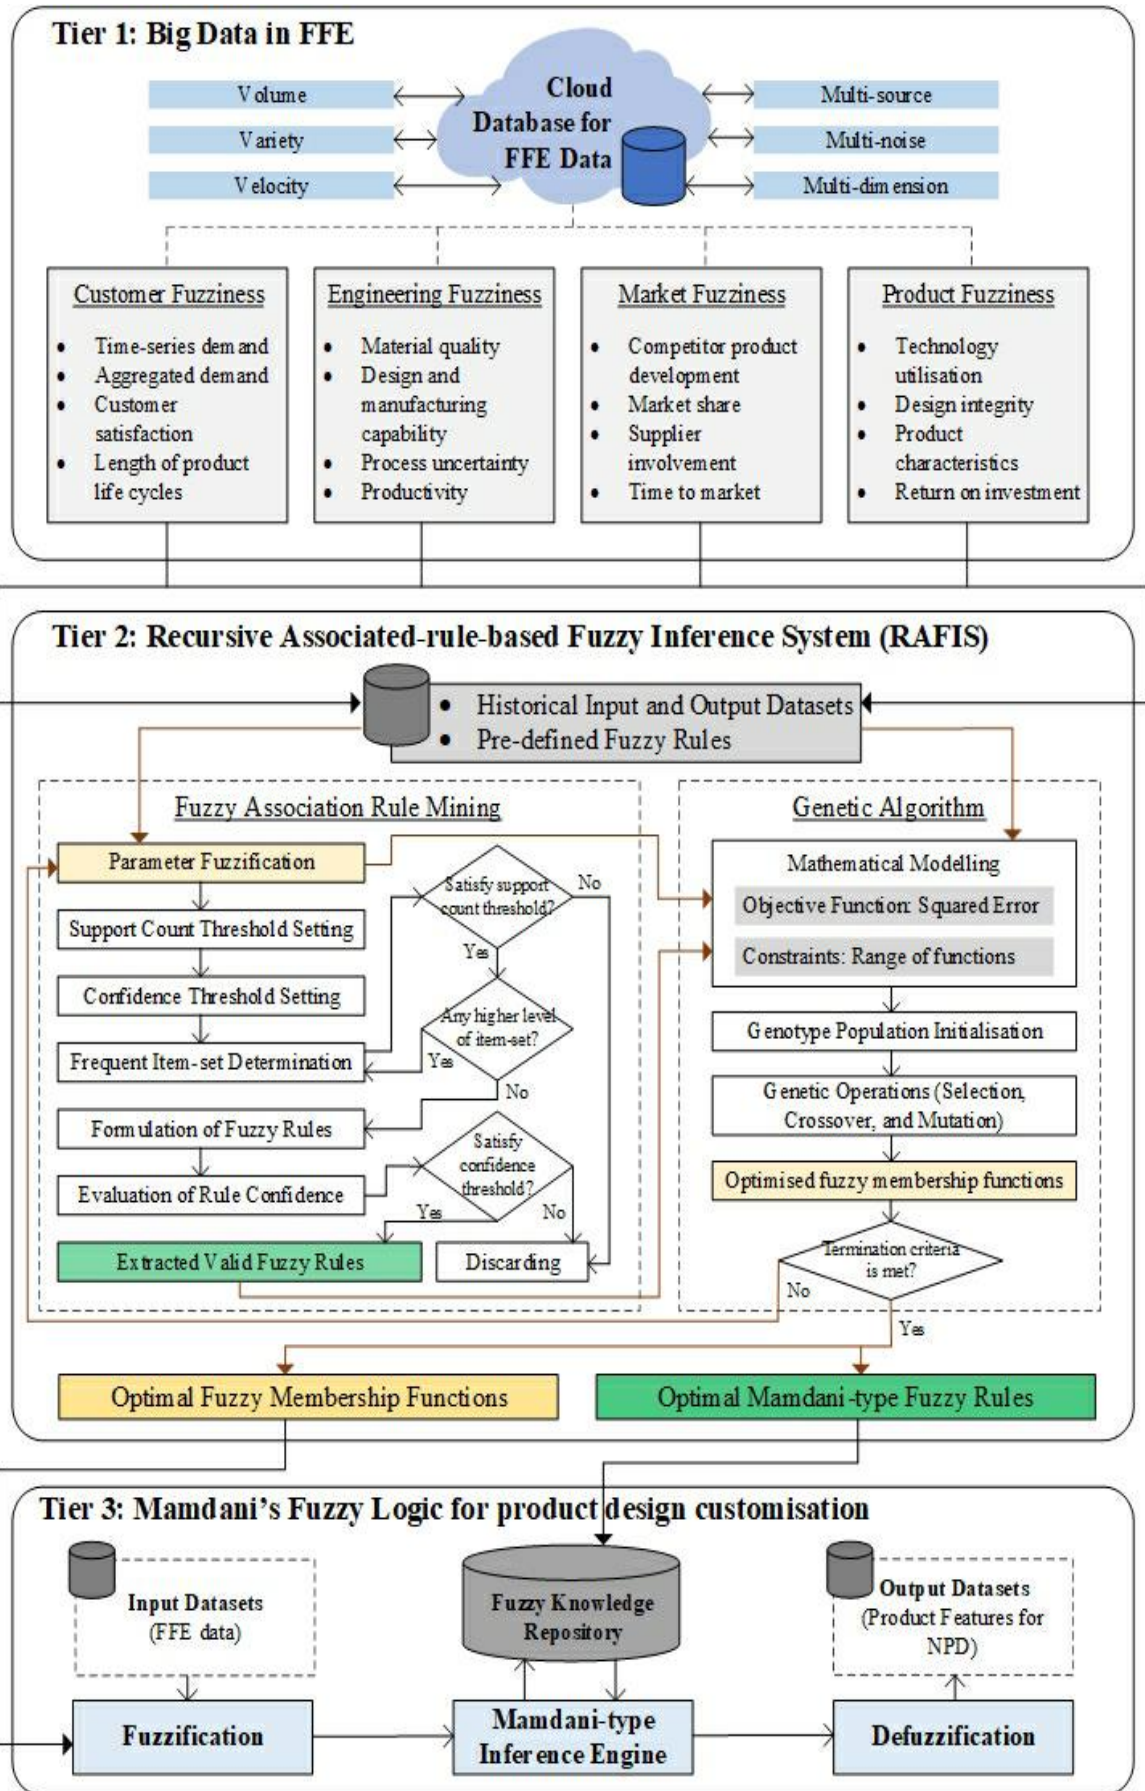 Tier 1: Big Data in FFE
Volume
Variety
Velocity
Cloud
Database for
FFE Data
Multi-source
Multi-noise
Multi-dimension
Customer Fuzziness
• Time-series demand
• Aggregated demand
• Customer
satisfaction
• Length of product
life cycles
Engineering Fuzziness
• Material quality
• Design and
manufacturing
capability
• Process uncertainty
• Productivity
Market Fuzziness
• Competitor product
development
• Market share
• Supplier
involvement
• Time to market
Product Fuzziness
• Technology
utilisation
• Design integrity
• Product
characteristics
• Return on investment
Tier 2: Recursive Associated-rule-based Fuzzy Inference System (RAFIS)
• Historical Input and Output Datasets
• Pre-defined Fuzzy Rules
Fuzzy Association Rule Mining
Parameter Fuzzification
Support Count Threshold Setting
Confidence Threshold Setting
Frequent Item-set Determination
Formulation of Fuzzy Rules
Evaluation of Rule Confidence
Extracted Valid Fuzzy Rules
Satisfy support
count threshold?
No
Yes
Any higher level
of item-set?
Yes
No
Satisfy
confidence
threshold?
Yes
No
Discarding
Genetic Algorithm
Mathematical Modelling
Objective Function: Squared Error
Constraints: Range of functions
Genotype Population Initialisation
Genetic Operations (Selection,
Crossover, and Mutation)
Optimised fuzzy membership functions
Termination criteria
is met?
No
Yes
Optimal Fuzzy Membership Functions
Optimal Mamdani-type Fuzzy Rules
Tier 3: Mamdani's Fuzzy Logic for product design customisation
Input Datasets
(FFE data)
Fuzzy Knowledge
Repository
Output Datasets
(Product Features for
NPD)
Fuzzification
Mamdani-type
Inference Engine
Defuzzification